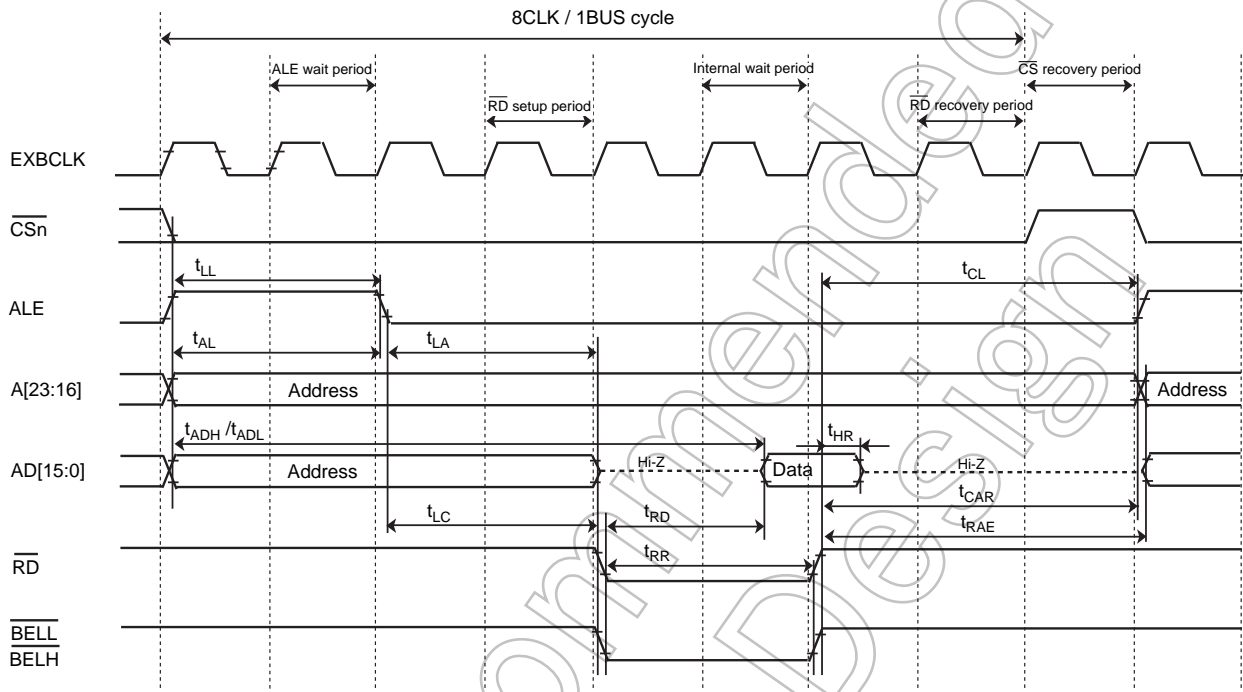 8CLK / 1BUS cycle
ALE wait period
Internal wait period
CS recovery period
RD setup period
RD recovery period
EXBCLK
CSn
tLL
tCL
ALE
tAL
tLA
A[23:16]
Address
Address
tADH /tADL
tHR
AD[15:0]
Address
Hi-Z
Data
Hi-Z
tCAR
tLC
tRD
tRAE
tRR
RD
BELL
BELH
ommended
Design